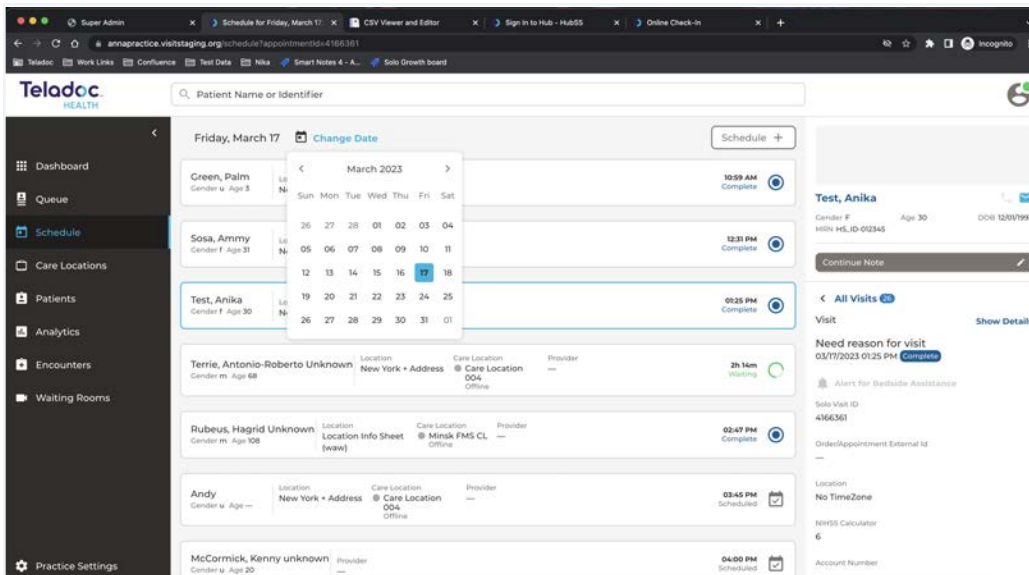 Super Admin
Schedule for Friday, March 17
CSV Viewer and Editor
Sign In to Hub - HubSS
Online Check-In
annapractice.visitstaging.org/schedule?appointmentId=4166361
Incognito
Teladoc
Work Links
Confluence
Test Data
Nika
Smart Notes 4 - A...
Solo Growth board
Teladoc
HEALTH
Patient Name or Identifier
Dashboard
Queue
Schedule
Care Locations
Patients
Analytics
Encounters
Waiting Rooms
Practice Settings
Friday, March 17
Change Date
Schedule +
March 2023
Sun Mon Tue Wed Thu Fri Sat
26 27 28 01 02 03 04
05 06 07 08 09 10 11
12 13 14 15 16 17 18
19 20 21 22 23 24 25
26 27 28 29 30 31 01
Green, Palm
Gender u Age 3
10:59 AM
Complete
Sosa, Ammy
Gender f Age 31
12:31 PM
Complete
Test, Anika
Gender f Age 30
01:25 PM
Complete
Terrie, Antonio-Roberto Unknown
Gender m Age 68
Location
New York + Address
Care Location
Care Location
004
Offline
Provider
—
2h 14m
Waiting
Rubeus, Hagrid Unknown
Gender m Age 108
Location
Location Info Sheet
(waw)
Care Location
Minsk FMS CL
Offline
Provider
—
02:47 PM
Complete
Andy
Gender u Age —
Location
New York + Address
Care Location
Care Location
004
Offline
Provider
—
03:45 PM
Scheduled
McCormick, Kenny unknown
Gender u Age 20
Provider
—
04:00 PM
Scheduled
Test, Anika
Gender F
Age 30
DOB 12/01/199
MRN HS_ID-012345
Continue Note
All Visits 26
Visit
Show Detail
Need reason for visit
03/17/2023 01:25 PM Complete
Alert for Bedside Assistance
Solo Visit ID
4166361
Order/Appointment External Id
—
Location
No TimeZone
NIHSS Calculator
6
Account Number